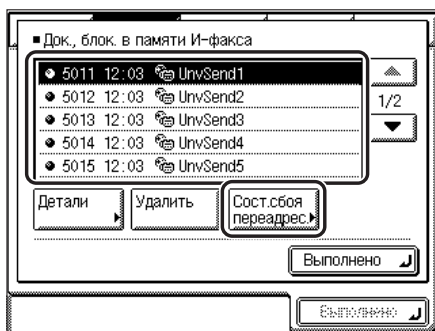 Док., блок. в памяти И-факса
5011 12:03 UnvSend1
5012 12:03 UnvSend2
5013 12:03 UnvSend3
5014 12:03 UnvSend4
5015 12:03 UnvSend5
1/2
Детали
Удалить
Сост.сбоя
переадрес.
Выполнено
Выполнено